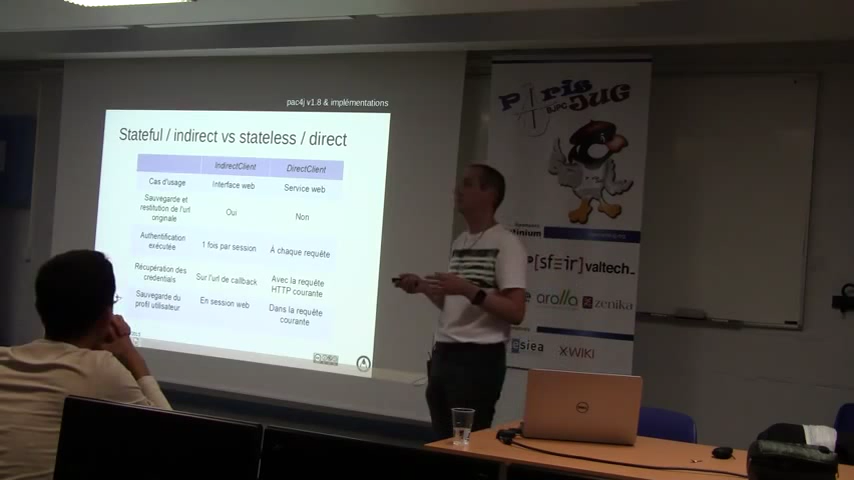 pac4j v1.8 & implémentations
Stateful / indirect vs stateless / direct
IndirectClient DirectClient
Cas d'usage Interface web Service web
Sauvegarde et
restitution de l'url
originale
Oui Non
Authentification
exécutée
1 fois par session À chaque requête
Récupération des
credentials
Sur l'url de callback
Avec la requête
HTTP courante
Sauvegarde du
profil utilisateur
En session web
Dans la requête
courante
Paris
JUG
[sfeir] valtech_
arolla zenika
esiea XWIKI
DELL